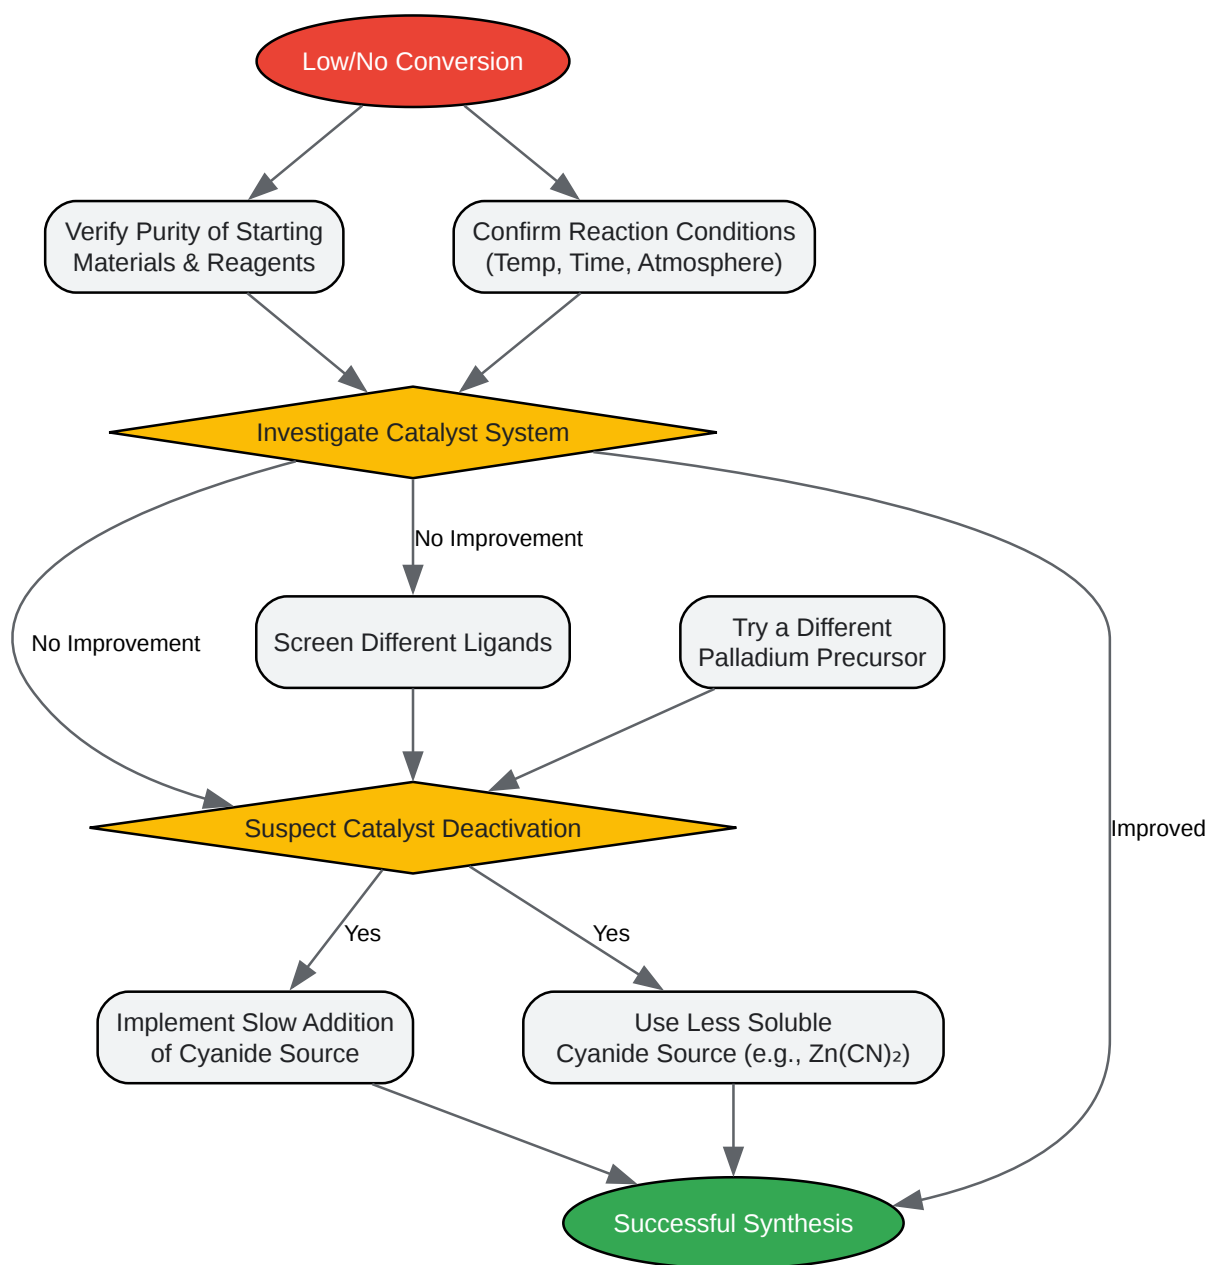 Low/No Conversion
Verify Purity of Starting
Materials & Reagents
Confirm Reaction Conditions
(Temp, Time, Atmosphere)
Investigate Catalyst System
No Improvement
No Improvement
Screen Different Ligands
Try a Different
Palladium Precursor
Suspect Catalyst Deactivation
Improved
Yes
Yes
Implement Slow Addition
of Cyanide Source
Use Less Soluble
Cyanide Source (e.g., Zn(CN)₂)
Successful Synthesis